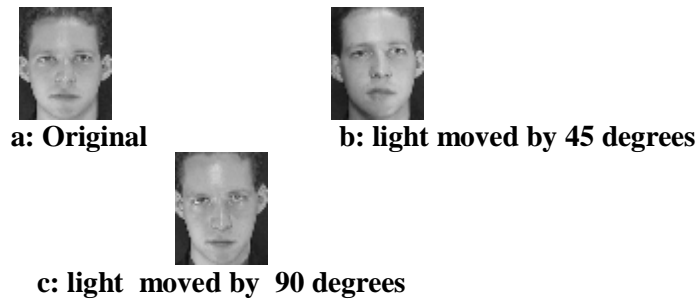 a: Original
b: light moved by 45 degrees
c: light moved by 90 degrees